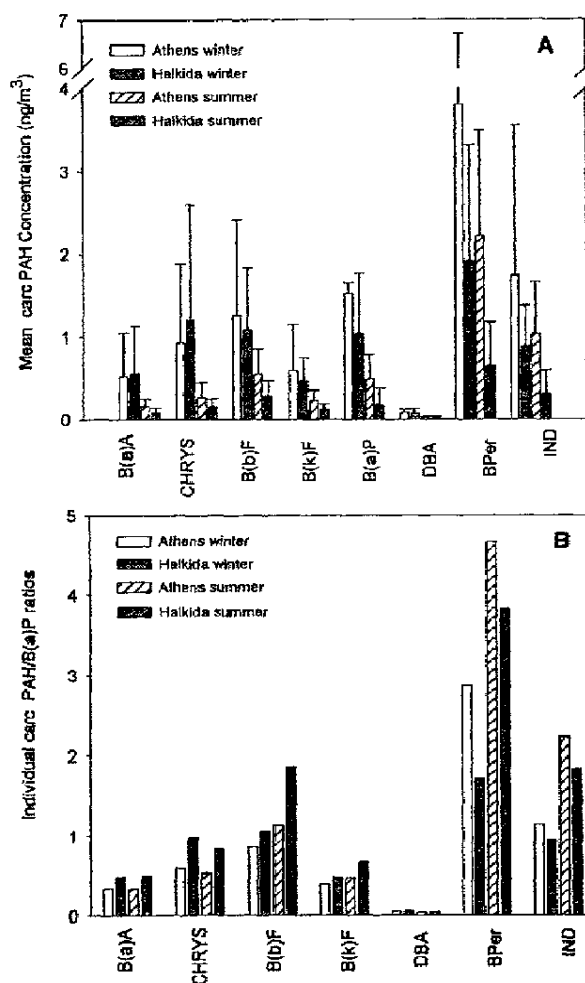 7
6
4
3
2
1
0
Mean carc PAH Concentration (ng/m³)
A
Athens winter
Halkida winter
Athens summer
Halkida summer
B(a)A
CHRYS
B(b)F
B(k)F
B(a)P
DBA
BPer
IND
5
4
3
2
1
0
Individual carc PAH/B(a)P ratios
B
Athens winter
Halkida winter
Athens summer
Halkida summer
B(a)A
CHRYS
B(b)F
B(k)F
DBA
BPer
IND